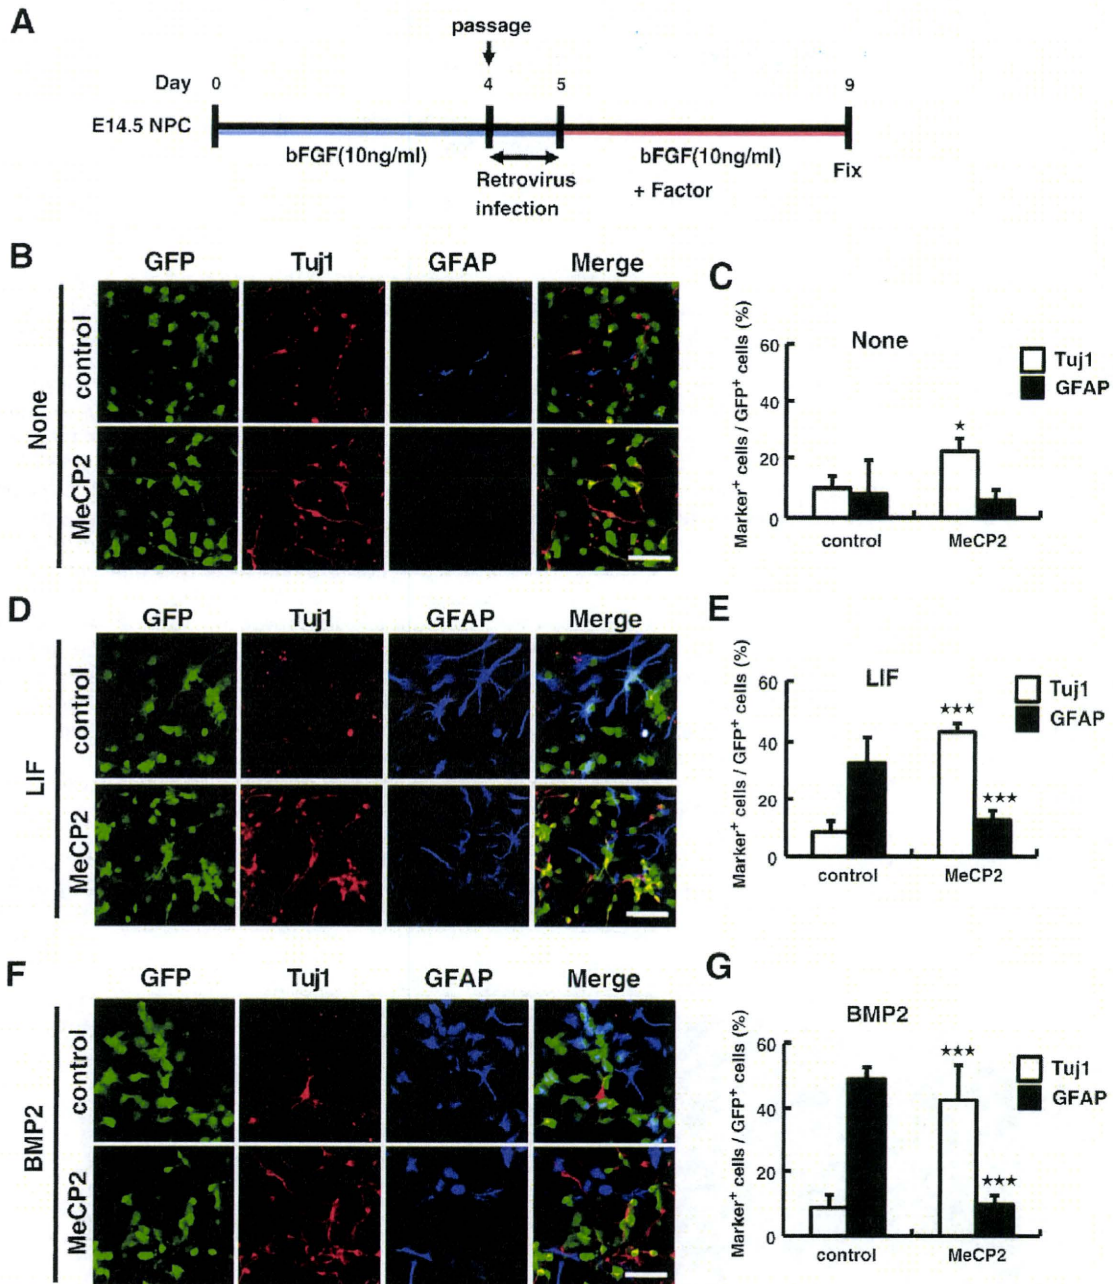 A
passage
Day 0 4 5 9
E14.5 NPC
bFGF(10ng/ml) bFGF(10ng/ml)
Retrovirus
infection
+ Factor
Fix
B
GFP Tuj1 GFAP Merge
None
control
MeCP2
C
Marker+ cells / GFP+ cells (%)
None
60
40
20
0
control MeCP2
★
Tuj1
GFAP
D
GFP Tuj1 GFAP Merge
LIF
control
MeCP2
E
Marker+ cells / GFP+ cells (%)
LIF
60
40
20
0
control MeCP2
★★★
★★★
Tuj1
GFAP
F
GFP Tuj1 GFAP Merge
BMP2
control
MeCP2
G
Marker+ cells / GFP+ cells (%)
BMP2
60
40
20
0
control MeCP2
★★★
★★★
Tuj1
GFAP